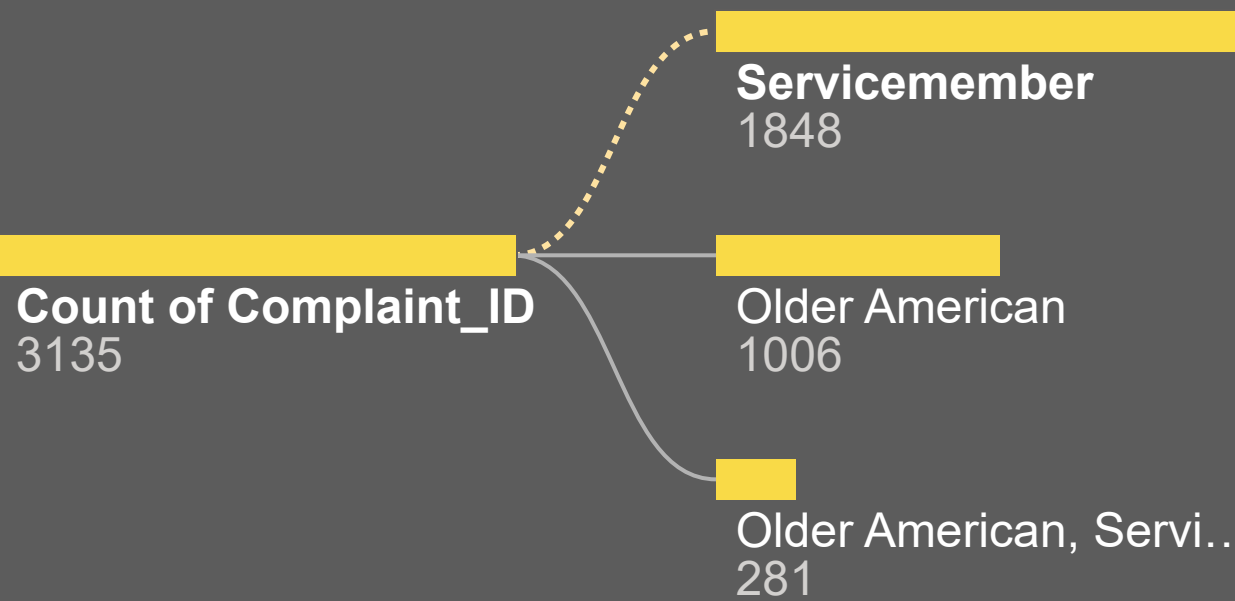 Servicemember
1848
Count of Complaint_ID
3135
Older American
1006
Older American, Servi…
281